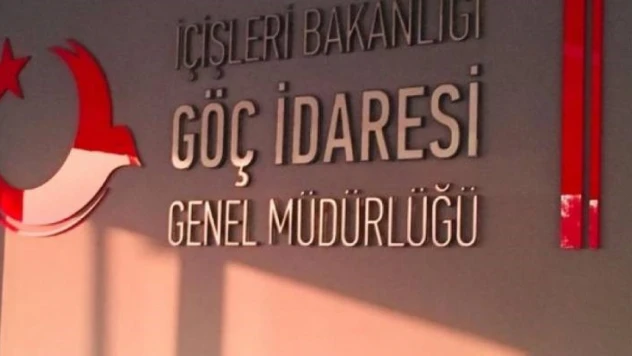 İÇİŞLERİ BAKANLIĞI
GÖÇ İDARESİ
GENEL MÜDÜRLÜĞÜ